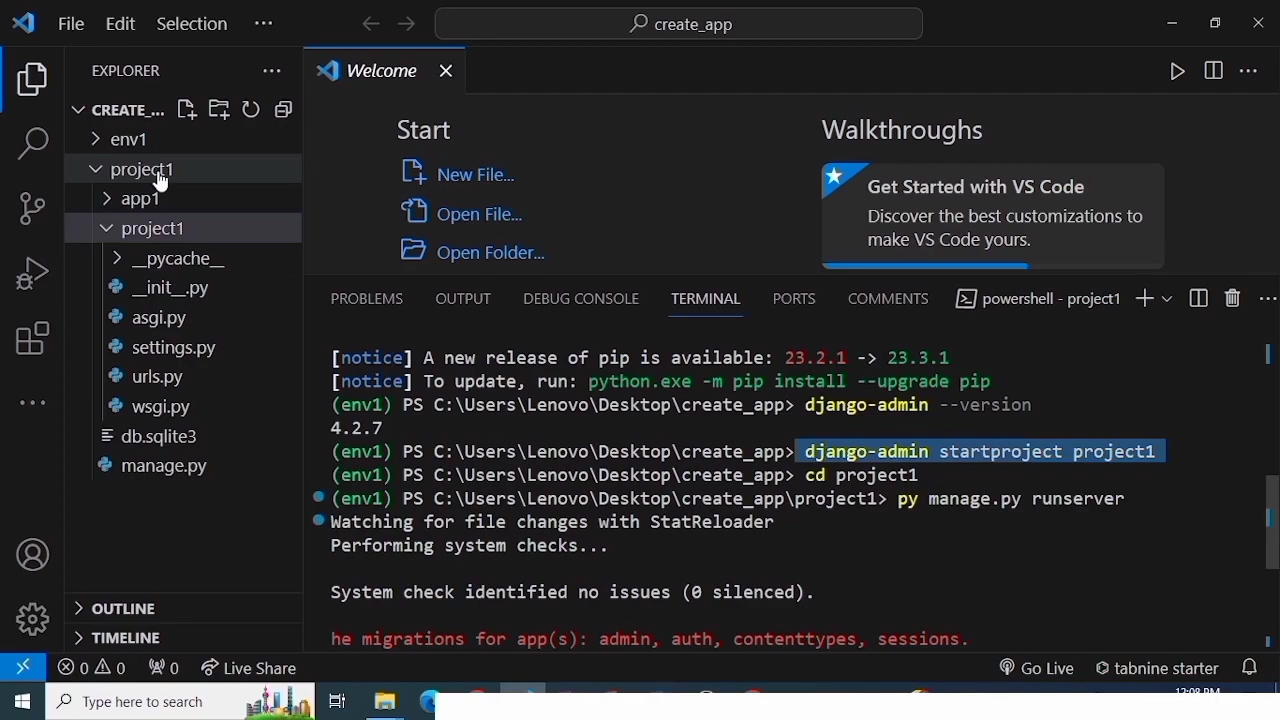 File Edit Selection ···
create_app
EXPLORER
CREATE_...
env1
project1
app1
project1
__pycache__
__init__.py
asgi.py
settings.py
urls.py
wsgi.py
db.sqlite3
manage.py
OUTLINE
TIMELINE
Welcome
Start
New File...
Open File...
Open Folder...
Walkthroughs
Get Started with VS Code
Discover the best customizations to
make VS Code yours.
PROBLEMS OUTPUT DEBUG CONSOLE TERMINAL PORTS COMMENTS powershell - project1
[notice] A new release of pip is available: 23.2.1 -> 23.3.1
[notice] To update, run: python.exe -m pip install --upgrade pip
(env1) PS C:\Users\Lenovo\Desktop\create_app> django-admin --version
4.2.7
(env1) PS C:\Users\Lenovo\Desktop\create_app> django-admin startproject project1
(env1) PS C:\Users\Lenovo\Desktop\create_app> cd project1
(env1) PS C:\Users\Lenovo\Desktop\create_app\project1> py manage.py runserver
Watching for file changes with StatReloader
Performing system checks...
System check identified no issues (0 silenced).
he migrations for app(s): admin, auth, contenttypes, sessions.
0 0 0 Live Share Go Live tabnine starter
Type here to search
12:08 PM